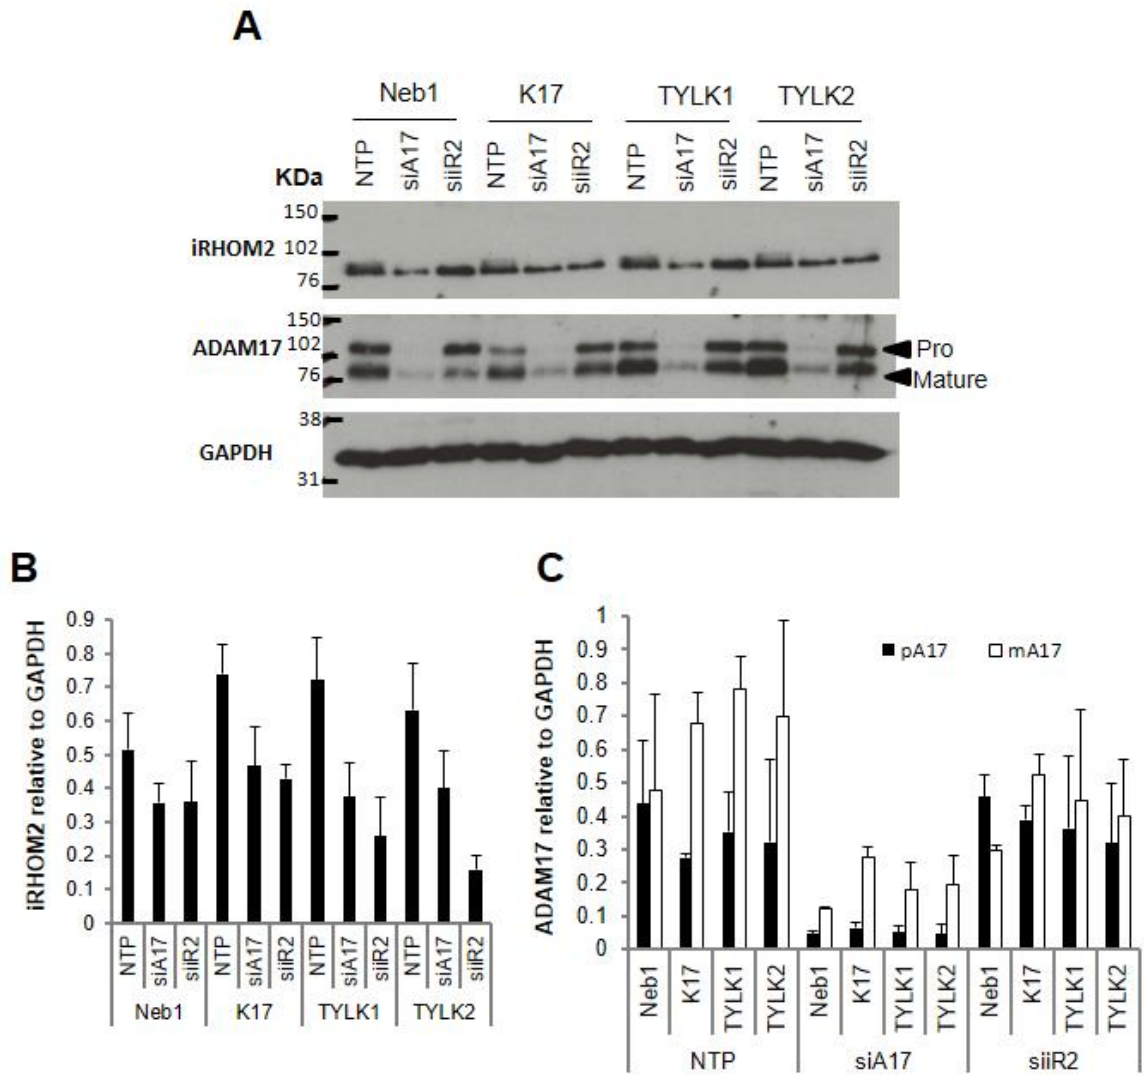 A
Neb1 K17 TYLK1 TYLK2
NTP siA17 siiR2 NTP siA17 siiR2 NTP siA17 siiR2 NTP siA17 siiR2
KDa
150
iRHOM2 102
76
150
ADAM17 102
Pro
76
Mature
38
GAPDH
31
B
iRHOM2 relative to GAPDH
0.9
0.8
0.7
0.6
0.5
0.4
0.3
0.2
0.1
0
NTP siA17 siiR2 NTP siA17 siiR2 NTP siA17 siiR2 NTP siA17 siiR2
Neb1 K17 TYLK1 TYLK2
C
ADAM17 relative to GAPDH
1
0.9
0.8
0.7
0.6
0.5
0.4
0.3
0.2
0.1
0
pA17 mA17
Neb1 K17 TYLK1 TYLK2 Neb1 K17 TYLK1 TYLK2 Neb1 K17 TYLK1 TYLK2
NTP siA17 siiR2